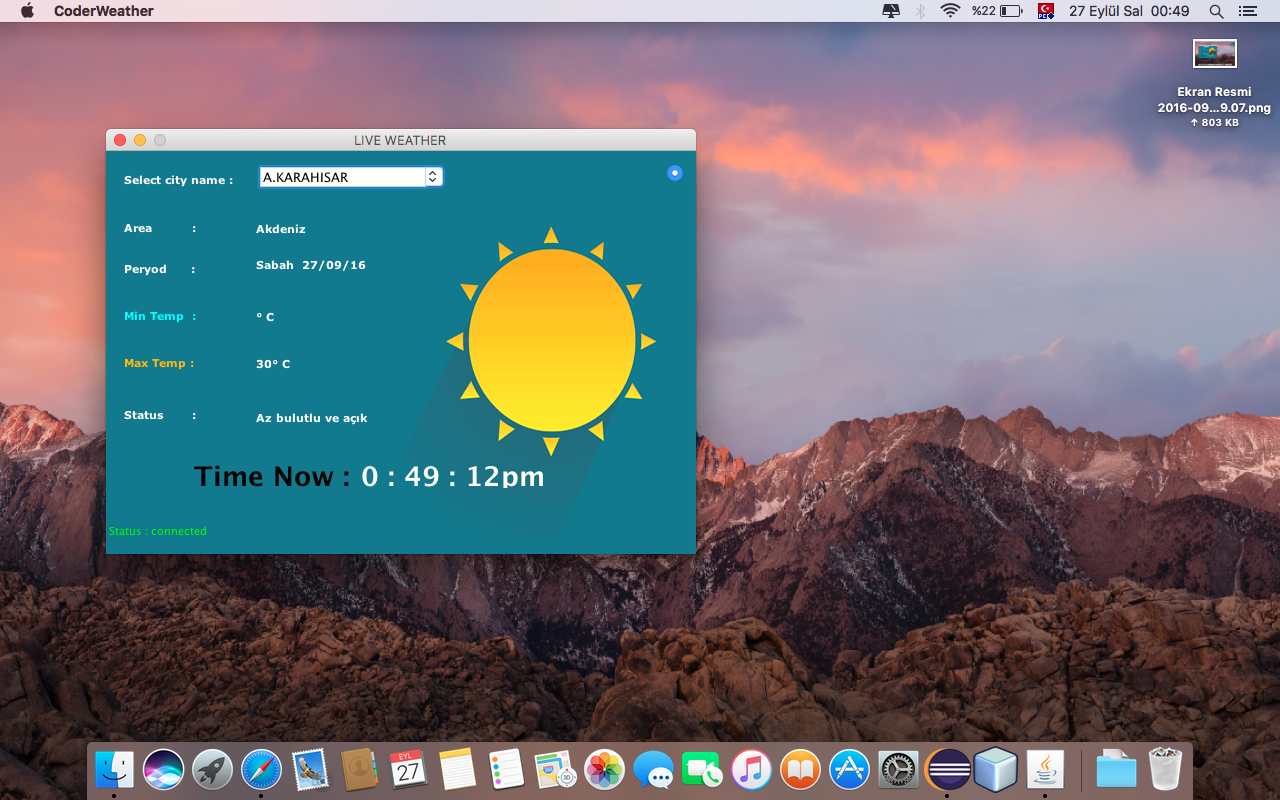 CoderWeather %22 27 Eylül Sal 00:49
Ekran Resmi
2016-09...9.07.png
↑ 803 KB
LIVE WEATHER
Select city name : A.KARAHISAR
Area : Akdeniz
Peryod : Sabah 27/09/16
Min Temp : ° C
Max Temp : 30° C
Status : Az bulutlu ve açık
Time Now : 0 : 49 : 12pm
Status : connected
EYL
27
3D